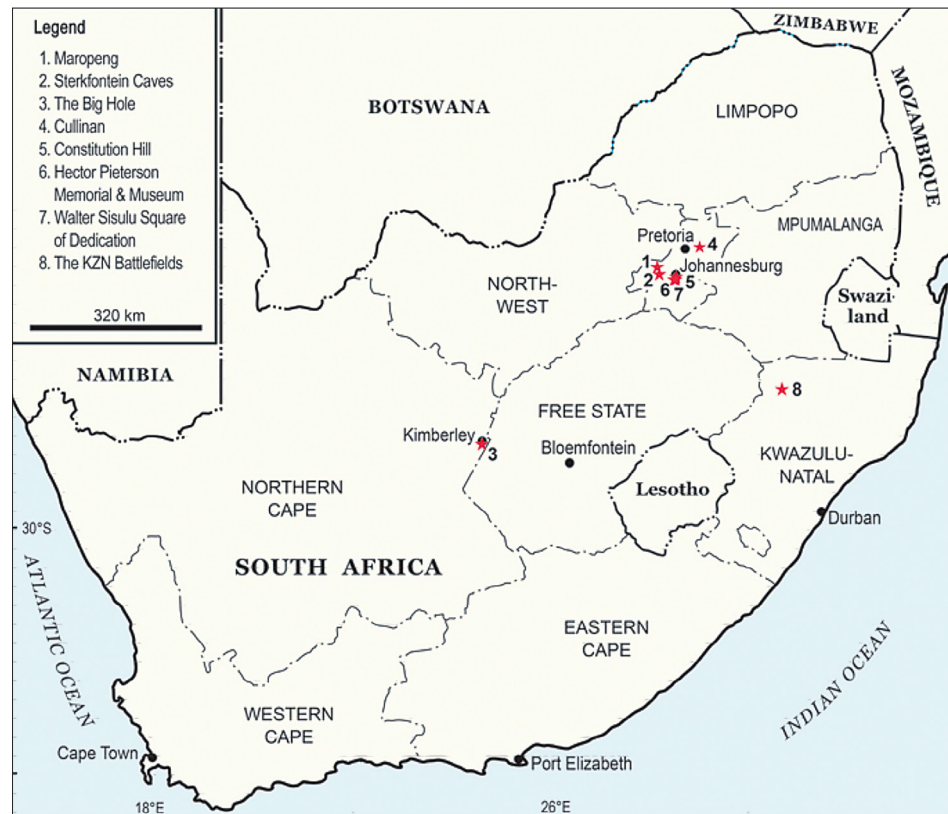 Legend
1. Maropeng
2. Sterkfontein Caves
3. The Big Hole
4. Cullinan
5. Constitution Hill
6. Hector Pieterson
Memorial & Museum
7. Walter Sisulu Square
of Dedication
8. The KZN Battlefields
320 km
ZIMBABWE
BOTSWANA
LIMPOPO
MOZAMBIQUE
MPUMALANGA
Pretoria
4
1
Johannesburg
2
5
6
7
NORTH-
WEST
Swazi
land
NAMIBIA
8
FREE STATE
Kimberley
3
Bloemfontein
KWAZULU-
NATAL
Lesotho
NORTHERN
CAPE
Durban
30°S
SOUTH AFRICA
ATLANTIC OCEAN
EASTERN
CAPE
INDIAN OCEAN
WESTERN
CAPE
Cape Town
Port Elizabeth
18°E
26°E